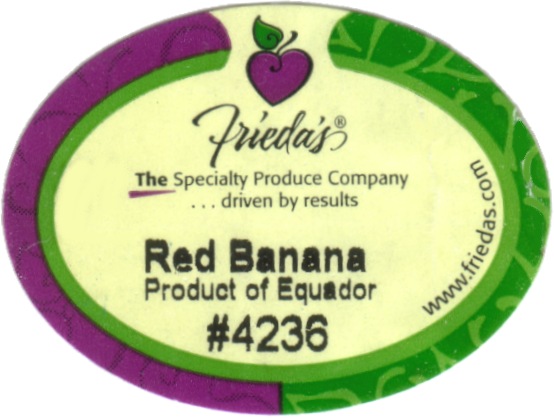 Frieda's®
The Specialty Produce Company
... driven by results
www.friedas.com
Red Banana
Product of Equador
#4236